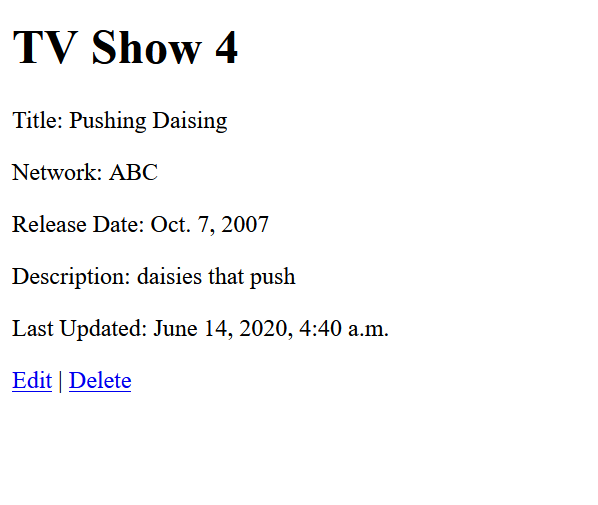 TV Show 4
Title: Pushing Daising
Network: ABC
Release Date: Oct. 7, 2007
Description: daisies that push
Last Updated: June 14, 2020, 4:40 a.m.
Edit | Delete